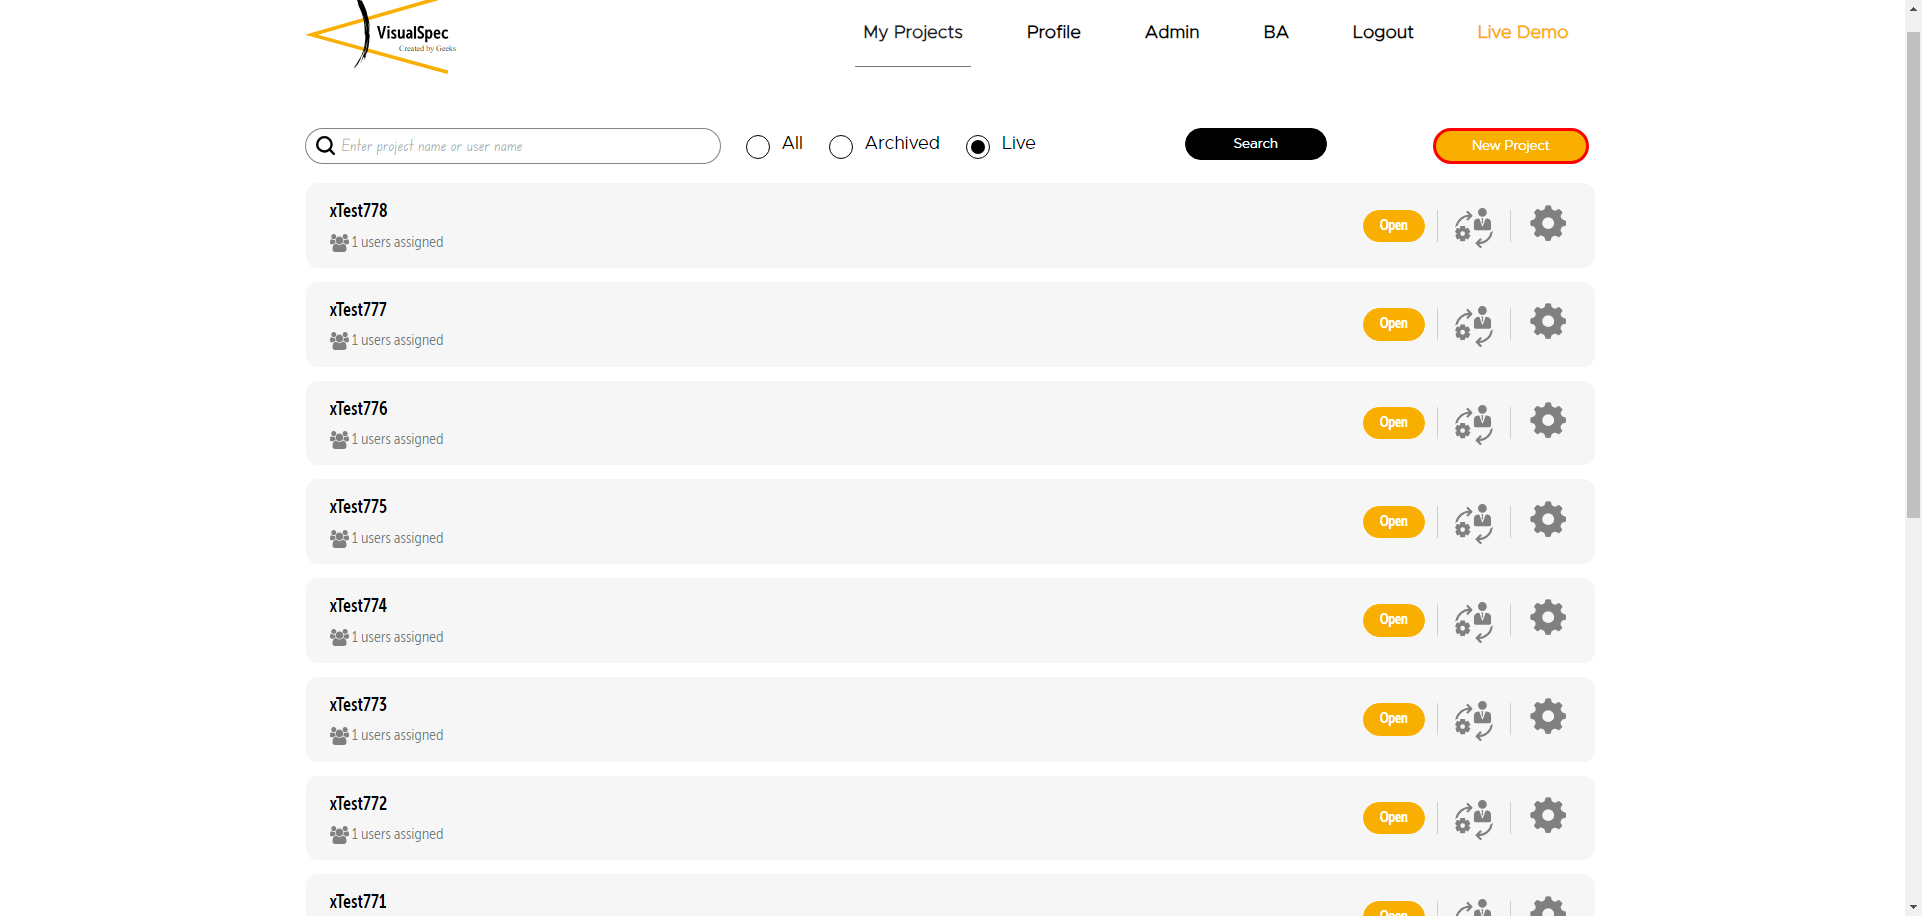 VisualSpec
Created by Geeks
My Projects
Profile
Admin
BA
Logout
Live Demo
Enter project name or user name
All
Archived
Live
Search
New Project
xTest778
1 users assigned
Open
xTest777
1 users assigned
Open
xTest776
1 users assigned
Open
xTest775
1 users assigned
Open
xTest774
1 users assigned
Open
xTest773
1 users assigned
Open
xTest772
1 users assigned
Open
xTest771
Open